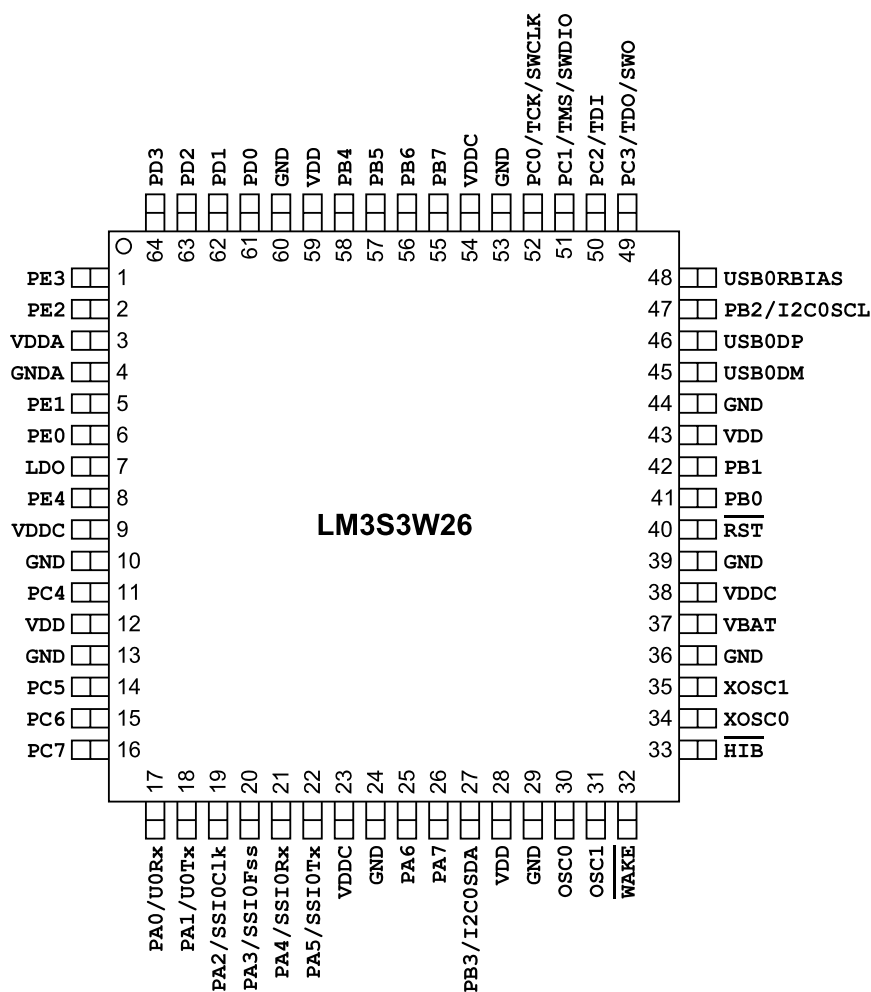 PD3
PD2
PD1
PD0
GND
VDD
PB4
PB5
PB6
PB7
VDDC
GND
PC0/TCK/SWCLK
PC1/TMS/SWDIO
PC2/TDI
PC3/TDO/SWO
64
63
62
61
60
59
58
57
56
55
54
53
52
51
50
49
PE3 1
PE2 2
VDDA 3
GNDA 4
PE1 5
PE0 6
LDO 7
PE4 8
VDDC 9
GND 10
PC4 11
VDD 12
GND 13
PC5 14
PC6 15
PC7 16
LM3S3W26
48 USB0RBIAS
47 PB2/I2C0SCL
46 USB0DP
45 USB0DM
44 GND
43 VDD
42 PB1
41 PB0
40 RST
39 GND
38 VDDC
37 VBAT
36 GND
35 XOSC1
34 XOSC0
33 HIB
17
18
19
20
21
22
23
24
25
26
27
28
29
30
31
32
PA0/U0Rx
PA1/U0Tx
PA2/SSI0Clk
PA3/SSI0Fss
PA4/SSI0Rx
PA5/SSI0Tx
VDDC
GND
PA6
PA7
PB3/I2C0SDA
VDD
GND
OSC0
OSC1
WAKE